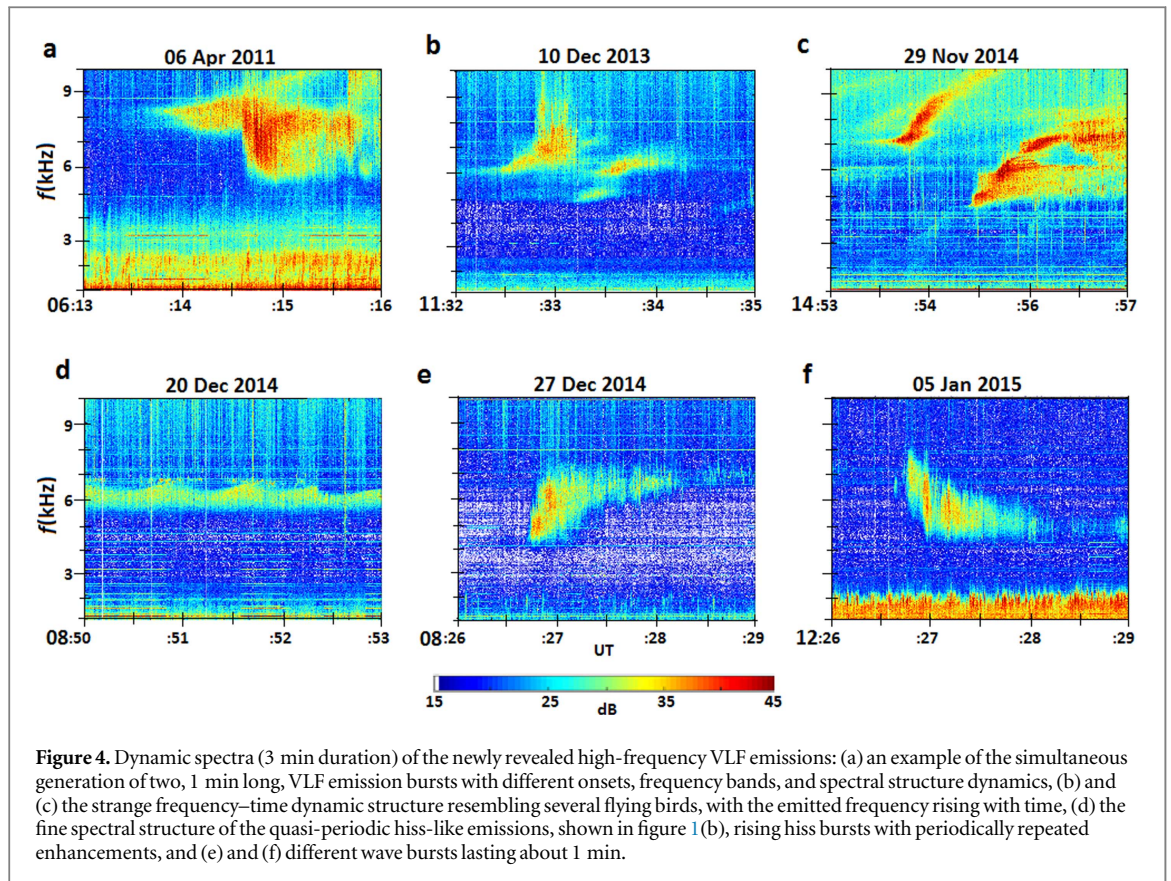 a
06 Apr 2011
b
10 Dec 2013
c
29 Nov 2014
f(kHz)
9
6
3
06:13 :14 :15 :16
11:32 :33 :34 :35
14:53 :54 :56 :57
d
20 Dec 2014
e
27 Dec 2014
f
05 Jan 2015
f(kHz)
9
6
3
08:50 :51 :52 :53
08:26 :27 :28 :29
12:26 :27 :28 :29
UT
15 25 35 45
dB
Figure 4. Dynamic spectra (3 min duration) of the newly revealed high-frequency VLF emissions: (a) an example of the simultaneous
generation of two, 1 min long, VLF emission bursts with different onsets, frequency bands, and spectral structure dynamics, (b) and
(c) the strange frequency–time dynamic structure resembling several flying birds, with the emitted frequency rising with time, (d) the
fine spectral structure of the quasi-periodic hiss-like emissions, shown in figure 1(b), rising hiss bursts with periodically repeated
enhancements, and (e) and (f) different wave bursts lasting about 1 min.